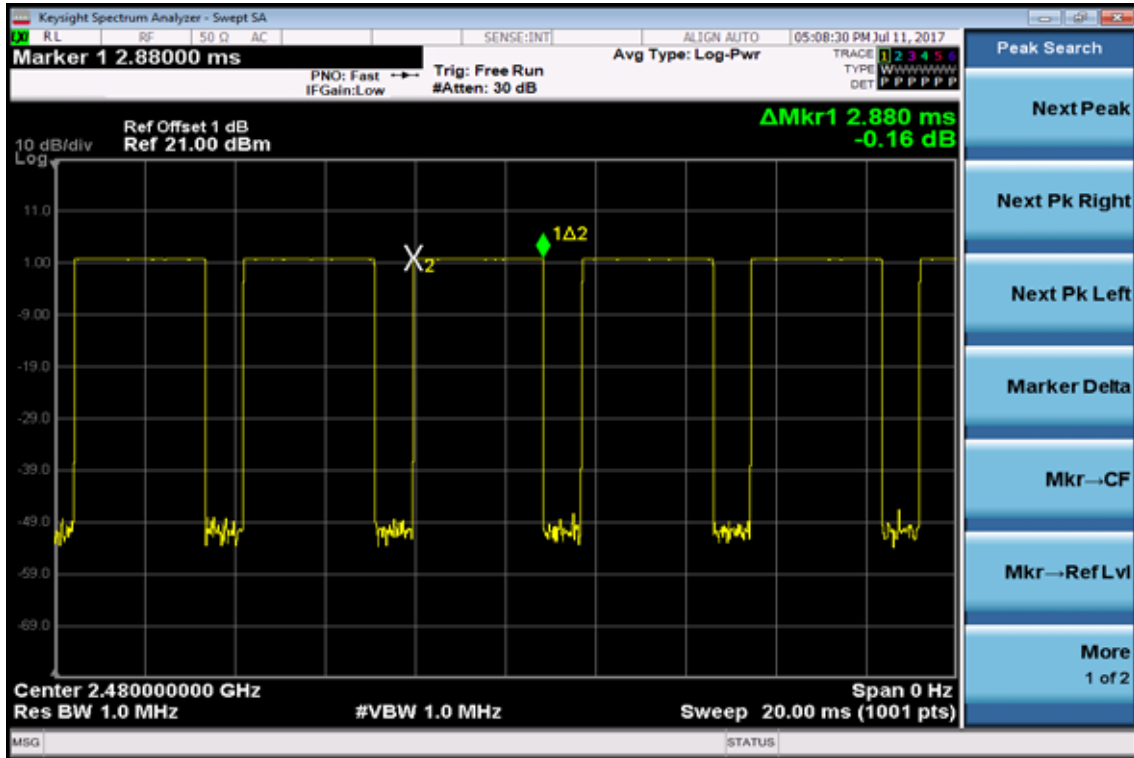 Keysight Spectrum Analyzer - Swept SA
LXI RL RF 50 Ω AC SENSE:INT ALIGN AUTO 05:08:30 PM Jul 11, 2017
Marker 1 2.88000 ms
PNO: Fast
IFGain:Low
Trig: Free Run
#Atten: 30 dB
Avg Type: Log-Pwr
TRACE 1 2 3 4 5 6
TYPE WWWWWW
DET P P P P P P
Ref Offset 1 dB
10 dB/div Ref 21.00 dBm
Log
ΔMkr1 2.880 ms
-0.16 dB
11.0
1.00
-9.00
-19.0
-29.0
-39.0
-49.0
-59.0
-69.0
X2
1Δ2
Center 2.480000000 GHz Span 0 Hz
Res BW 1.0 MHz #VBW 1.0 MHz Sweep 20.00 ms (1001 pts)
MSG STATUS
Peak Search
Next Peak
Next Pk Right
Next Pk Left
Marker Delta
Mkr→CF
Mkr→Ref Lvl
More
1 of 2